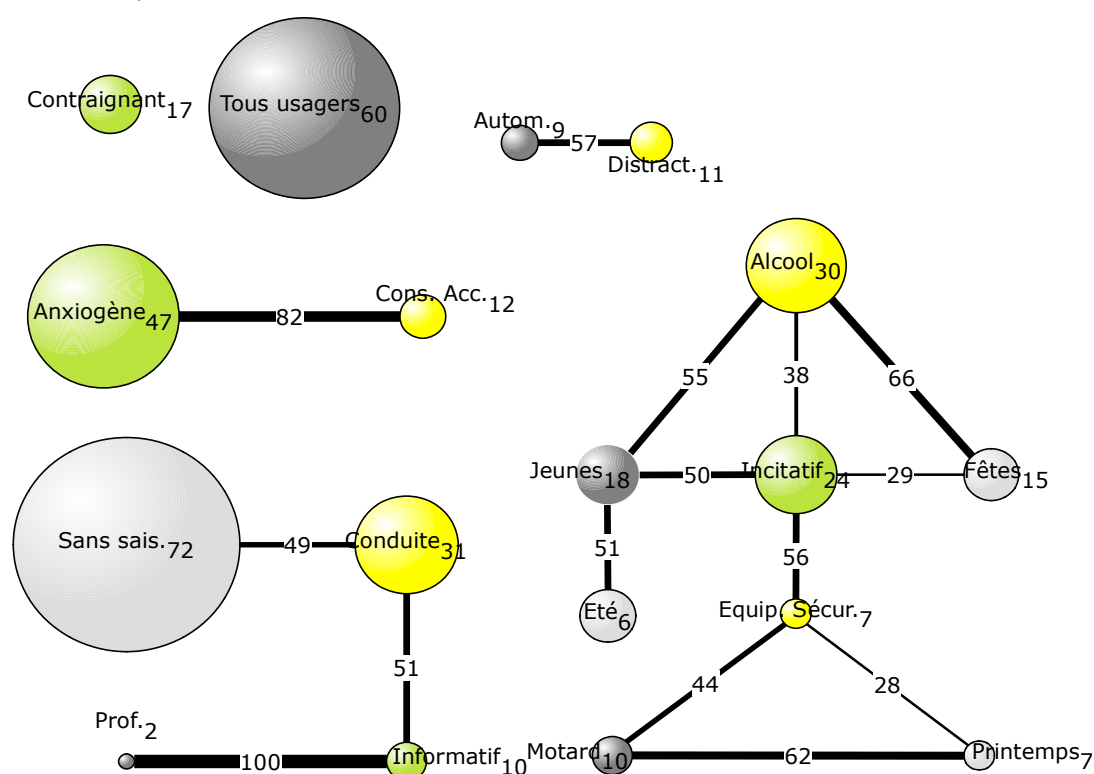 Contraignant17
Tous usagers60
Autom.9
57
Distract.11
Alcool30
Anxiogène47
82
Cons. Acc.12
55
38
66
Jeunes18
50
Incitatif24
29
Fêtes15
Sans sais.72
49
Conduite31
51
56
Eté6
Equip. Sécur.7
51
44
28
Prof.2
100
Informatif10
Motard10
62
Printemps7